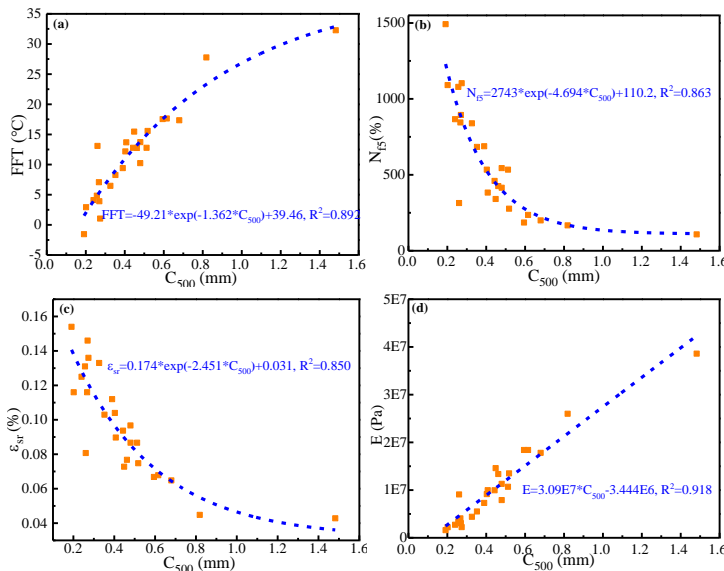 (a)
35
30
25
20
15
10
5
0
-5
FFT (°C)
FFT=-49.21*exp(-1.362*C500)+39.46, R2=0.892
0.0 0.2 0.4 0.6 0.8 1.0 1.2 1.4 1.6
C500 (mm)
(b)
1500
1000
500
0
Nf5(%)
Nf5=2743*exp(-4.694*C500)+110.2, R2=0.863
0.0 0.2 0.4 0.6 0.8 1.0 1.2 1.4 1.6
C500 (mm)
(c)
0.16
0.14
0.12
0.10
0.08
0.06
0.04
εsr (%)
εsr=0.174*exp(-2.451*C500)+0.031, R2=0.850
0.2 0.4 0.6 0.8 1.0 1.2 1.4 1.6
C500 (mm)
(d)
5E7
4E7
3E7
2E7
1E7
0
E (Pa)
E=3.09E7*C500-3.444E6, R2=0.918
0.0 0.2 0.4 0.6 0.8 1.0 1.2 1.4 1.6
C500 (mm)